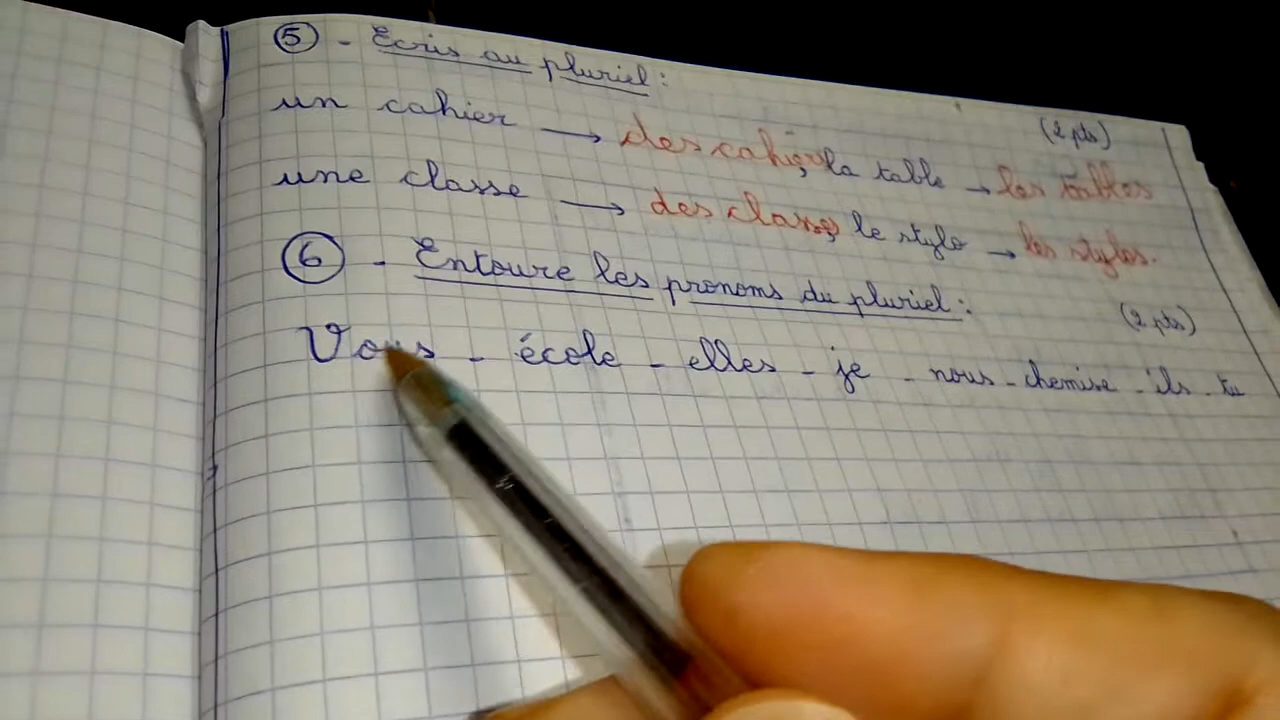 5 - Ecris au pluriel :
(2 pts)
un cahier → des cahiers, la table → les tables
une classe → des classes, le stylo → les stylos.
6 - Entoure les pronoms du pluriel :
(2 pts)
Vous - école - elles - je - nous - chemise - ils - tu